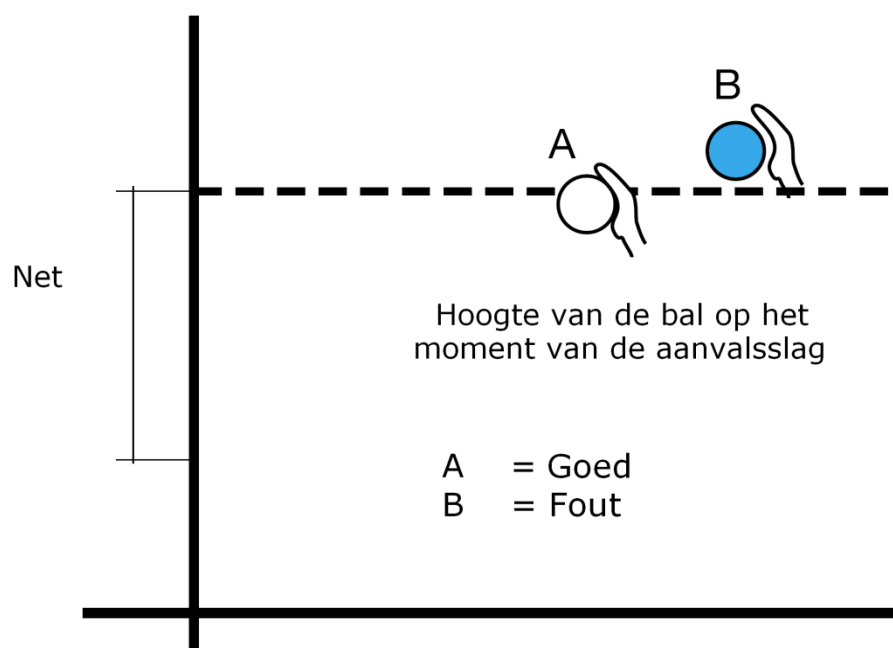 B
A
Net
Hoogte van de bal op het
moment van de aanvalsslag
A = Goed
B = Fout